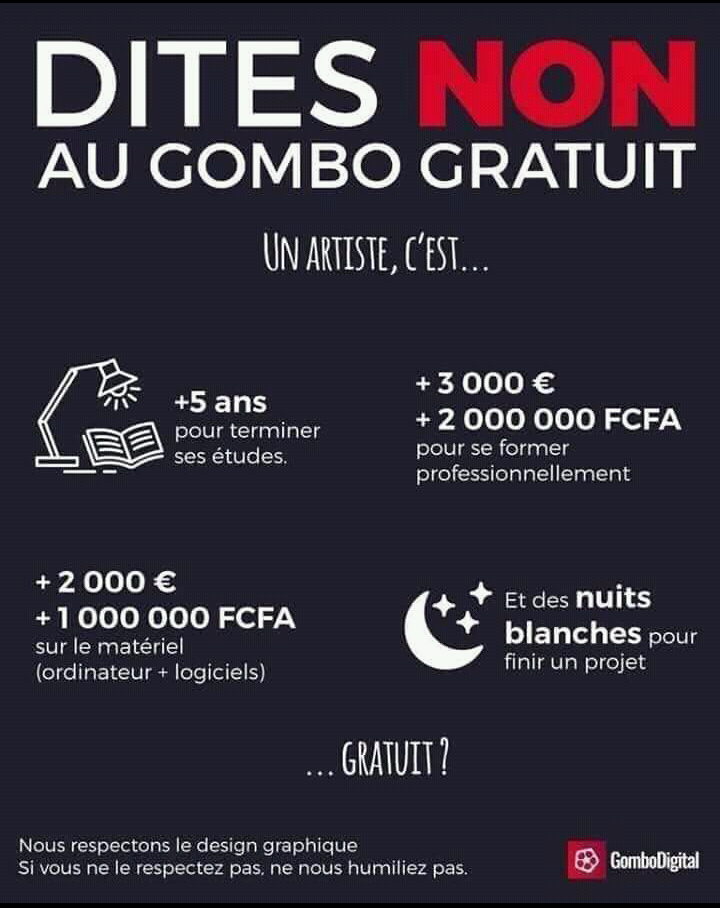 DITES NON
AU GOMBO GRATUIT
UN ARTISTE, C'EST...
+5 ans
pour terminer
ses études.
+ 3 000 €
+ 2 000 000 FCFA
pour se former
professionnellement
+ 2 000 €
+ 1 000 000 FCFA
sur le matériel
(ordinateur + logiciels)
Et des nuits
blanches pour
finir un projet
... GRATUIT ?
Nous respectons le design graphique
Si vous ne le respectez pas, ne nous humiliez pas.
GomboDigital